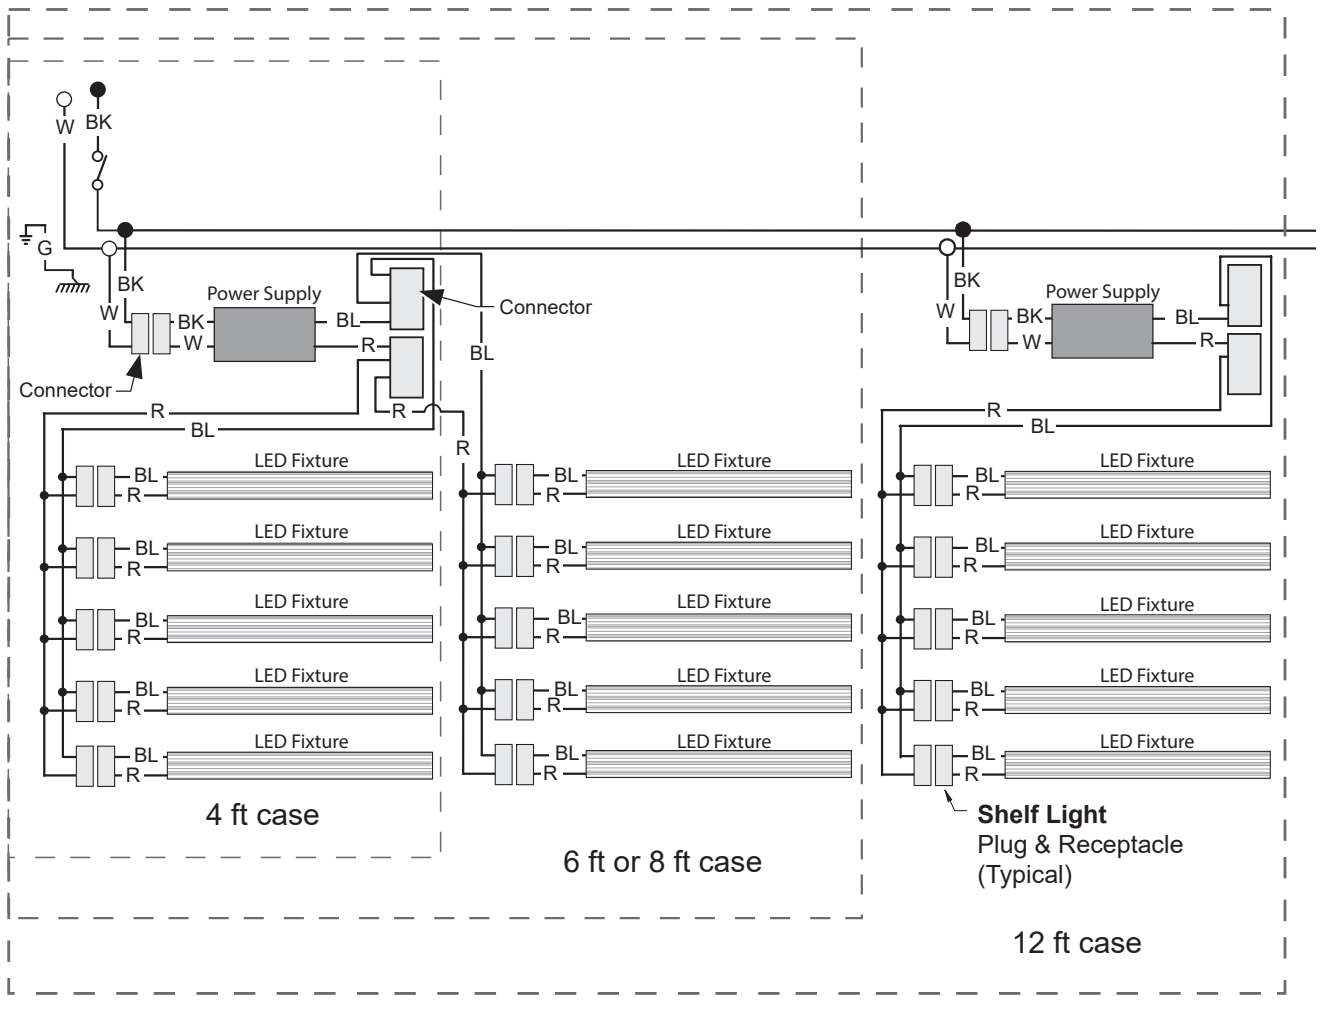 W
BK
G
BK
W
Power Supply
BK
W
BL
R
Connector
Connector
BL
R
R
BL
R
BK
W
Power Supply
BK
W
BL
R
R
BL
LED Fixture
BL
R
LED Fixture
BL
R
LED Fixture
BL
R
LED Fixture
BL
R
LED Fixture
BL
R
4 ft case
LED Fixture
BL
R
LED Fixture
BL
R
LED Fixture
BL
R
LED Fixture
BL
R
LED Fixture
BL
R
6 ft or 8 ft case
LED Fixture
BL
R
LED Fixture
BL
R
LED Fixture
BL
R
LED Fixture
BL
R
LED Fixture
BL
R
Shelf Light
Plug & Receptacle
(Typical)
12 ft case